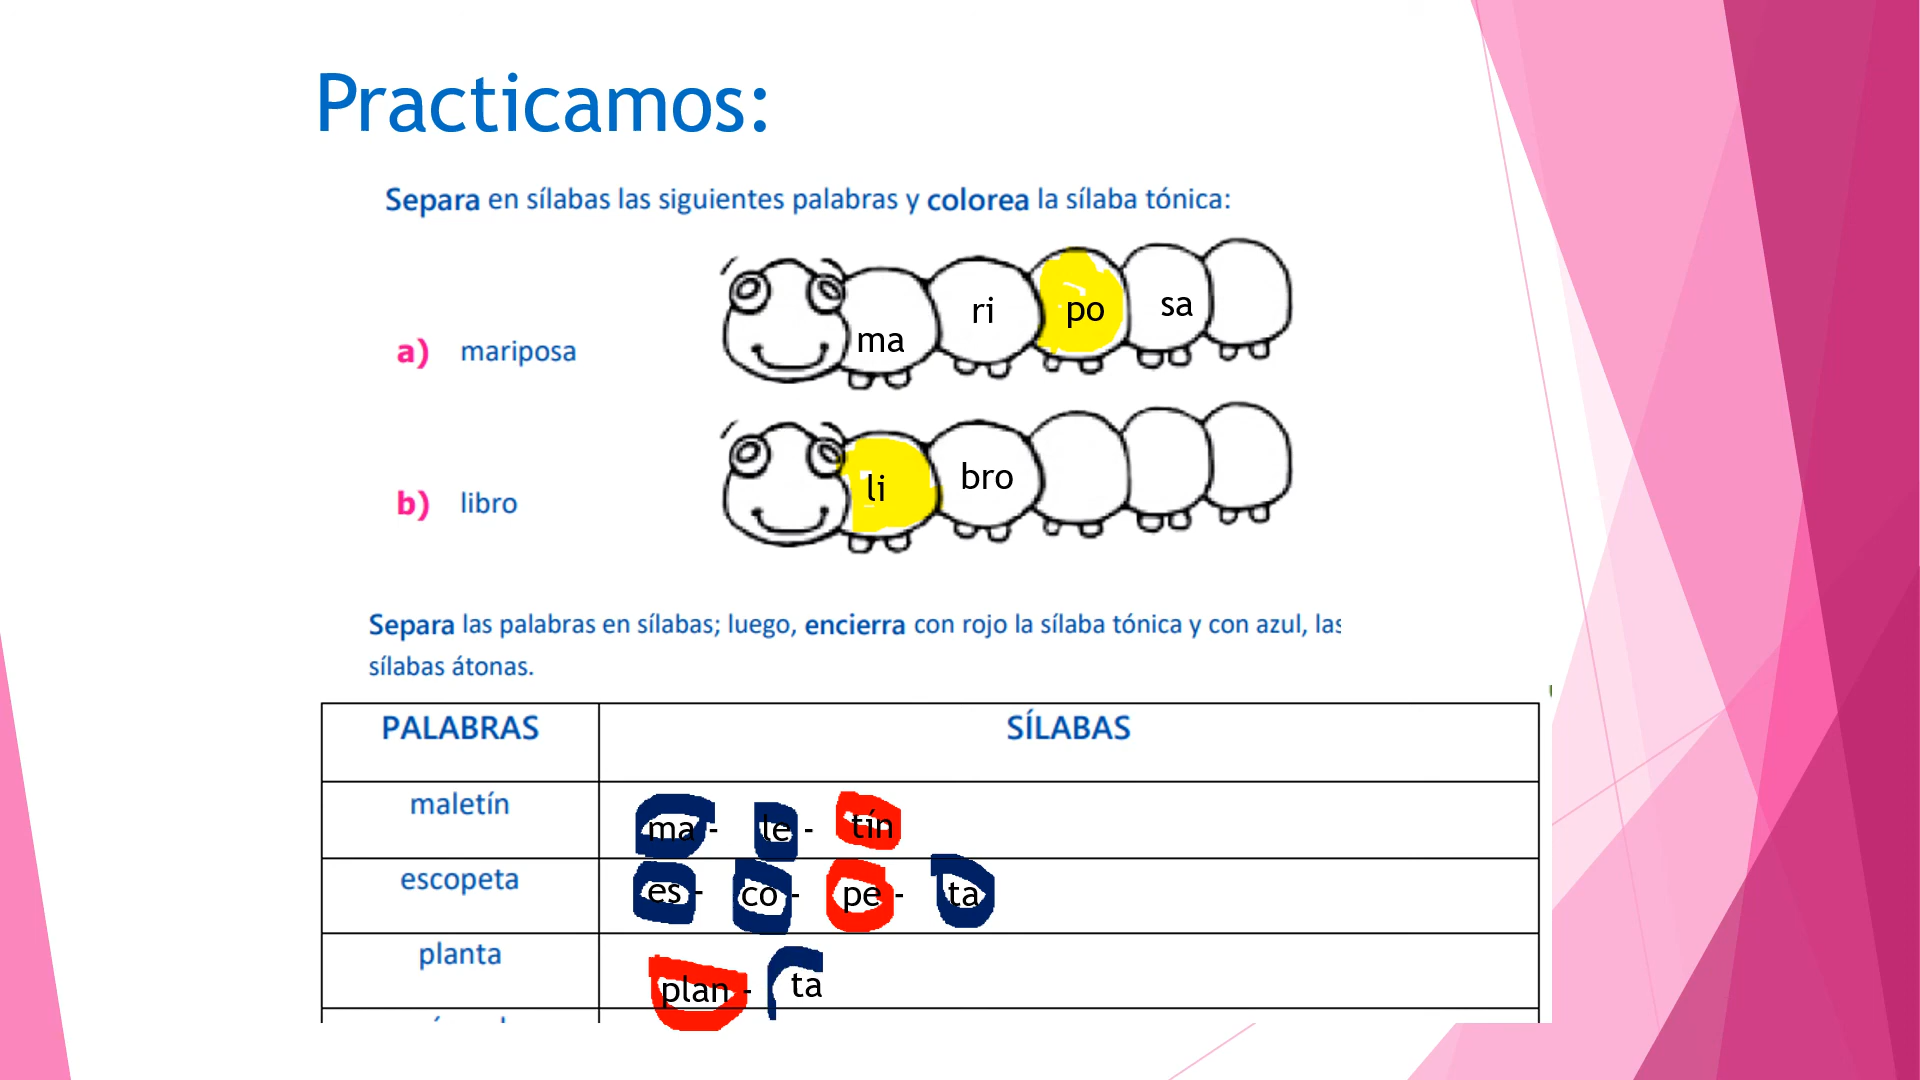 Practicamos:
Separa en sílabas las siguientes palabras y colorea la sílaba tónica:
a) mariposa
ma ri po sa
b) libro
li bro
Separa las palabras en sílabas; luego, encierra con rojo la sílaba tónica y con azul, las
sílabas átonas.
PALABRAS SÍLABAS
maletín ma - le - tín
escopeta es - co - pe - ta
planta plan - ta